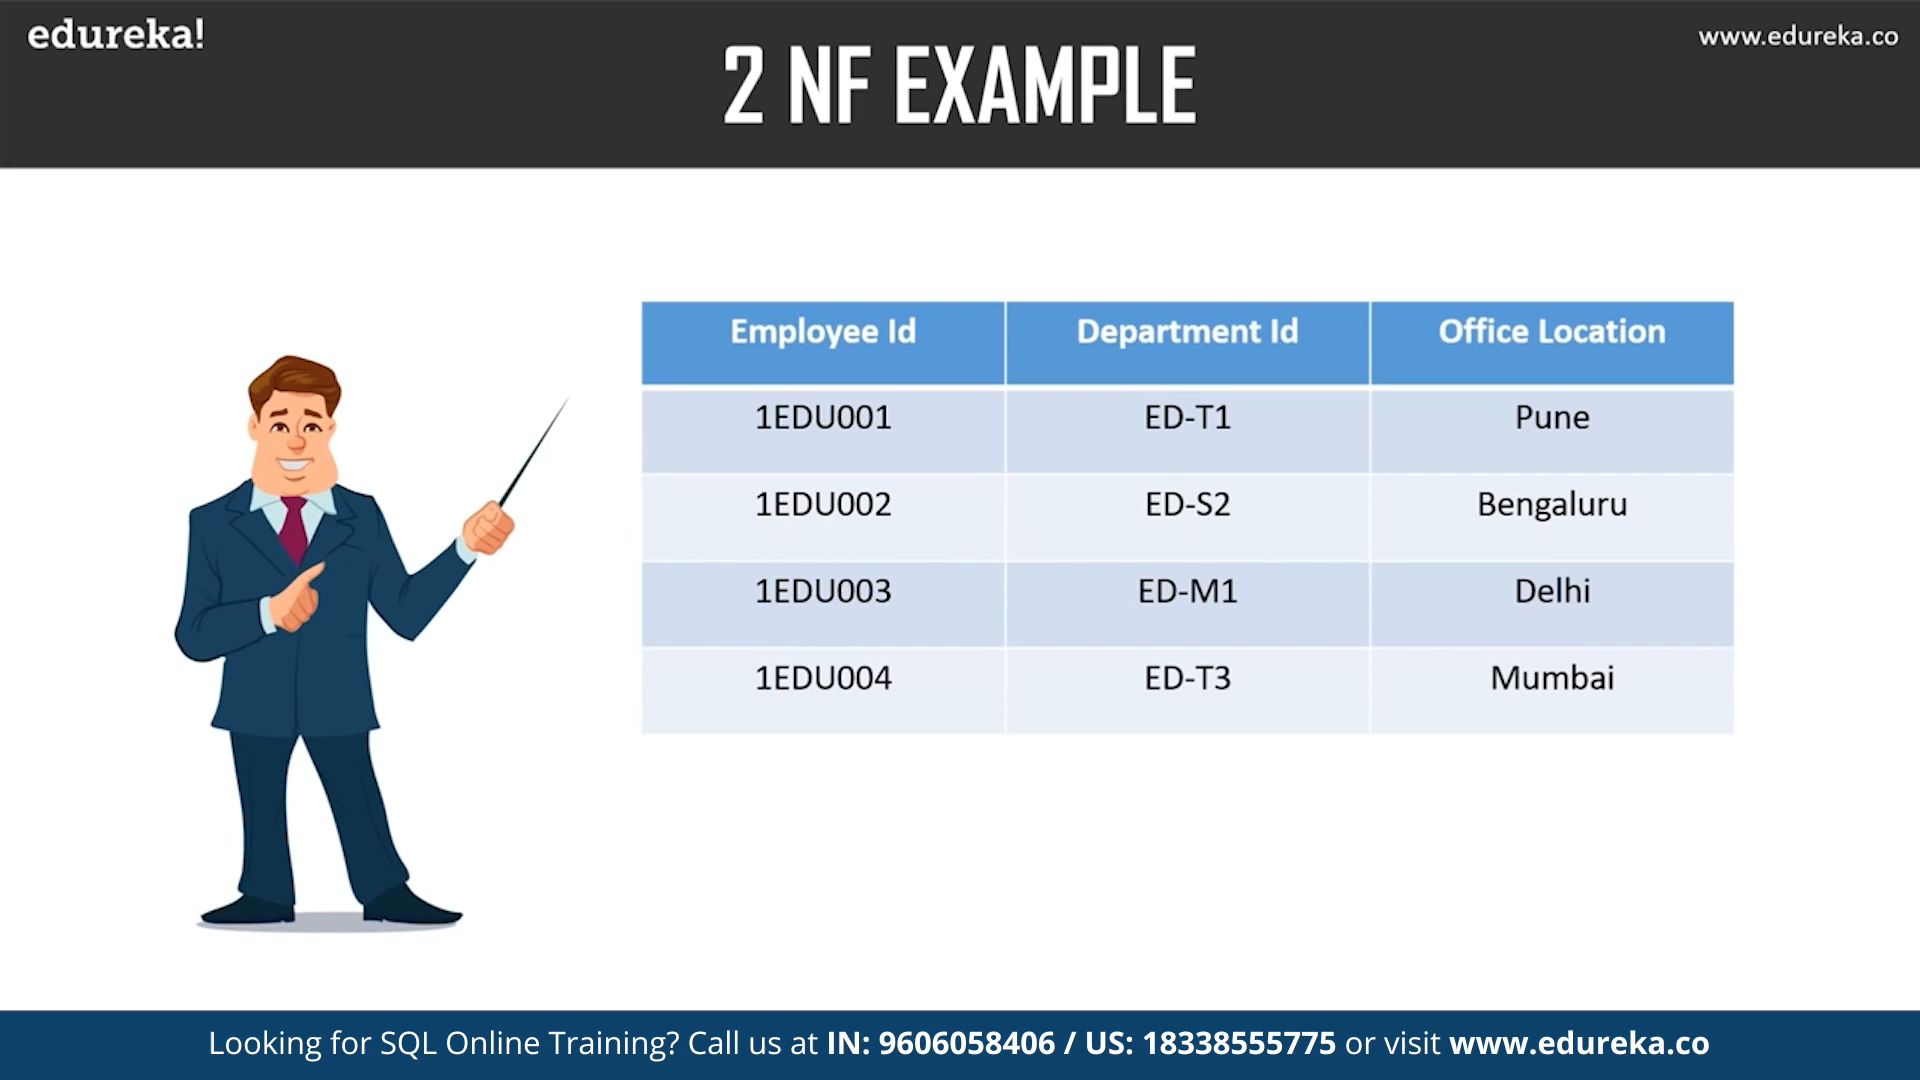 edureka!
www.edureka.co
2 NF EXAMPLE
Employee Id Department Id Office Location
1EDU001 ED-T1 Pune
1EDU002 ED-S2 Bengaluru
1EDU003 ED-M1 Delhi
1EDU004 ED-T3 Mumbai
Looking for SQL Online Training? Call us at IN: 9606058406 / US: 18338555775 or visit www.edureka.co